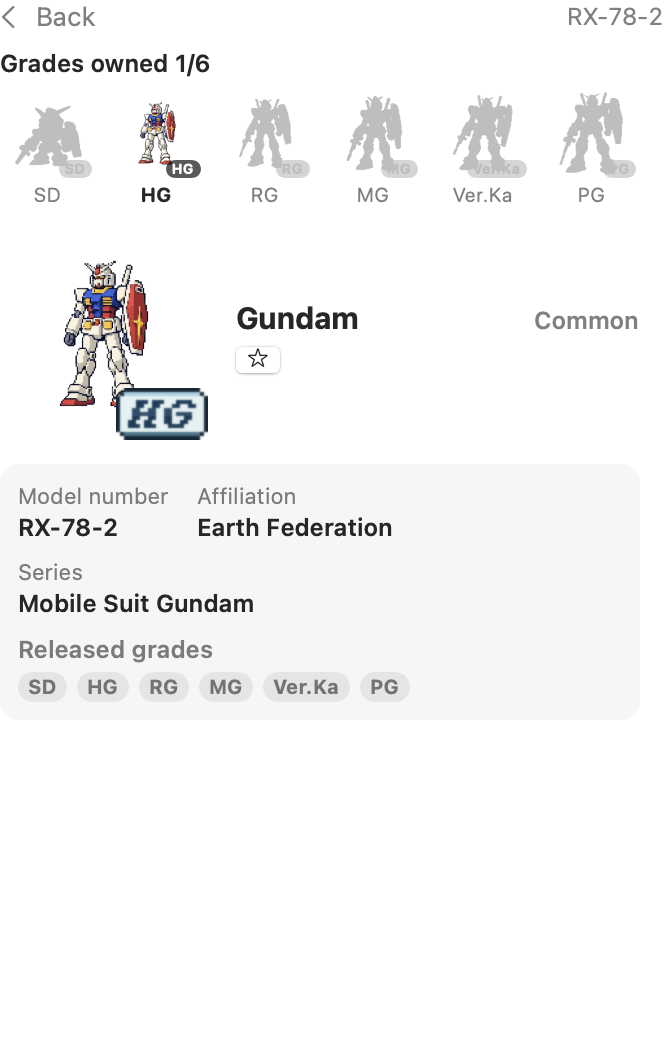 Back
RX-78-2
Grades owned 1/6
SD HG RG MG Ver.Ka PG
SD HG RG MG Ver.Ka PG
Gundam
Common
HG
Model number Affiliation
RX-78-2 Earth Federation
Series
Mobile Suit Gundam
Released grades
SD HG RG MG Ver.Ka PG